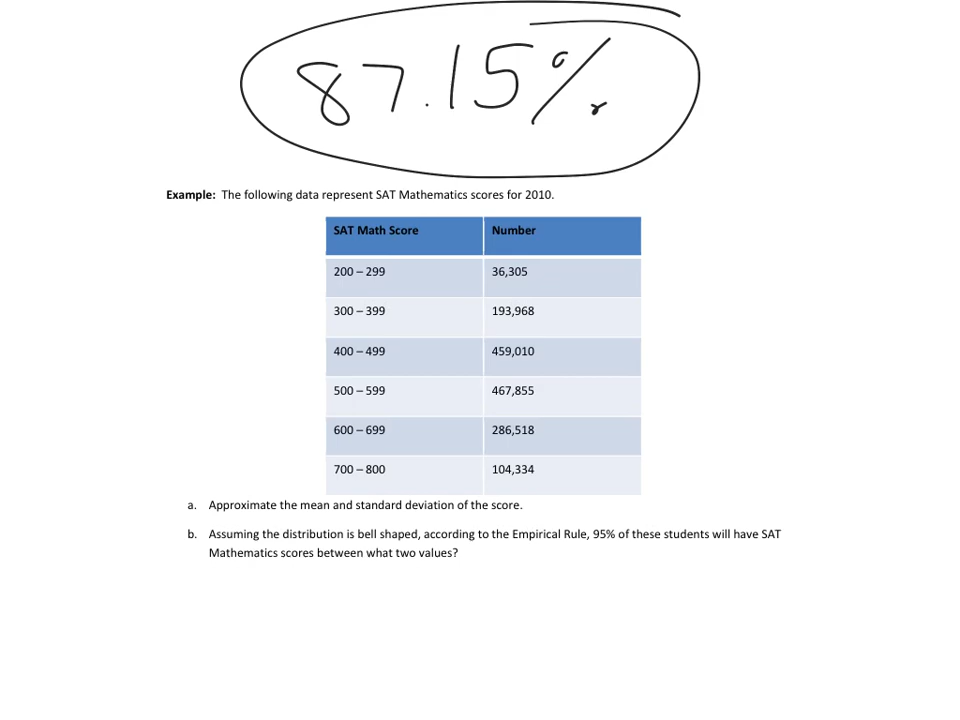 87.15%
Example: The following data represent SAT Mathematics scores for 2010.
SAT Math Score Number
200 – 299 36,305
300 – 399 193,968
400 – 499 459,010
500 – 599 467,855
600 – 699 286,518
700 – 800 104,334
a. Approximate the mean and standard deviation of the score.
b. Assuming the distribution is bell shaped, according to the Empirical Rule, 95% of these students will have SAT
Mathematics scores between what two values?